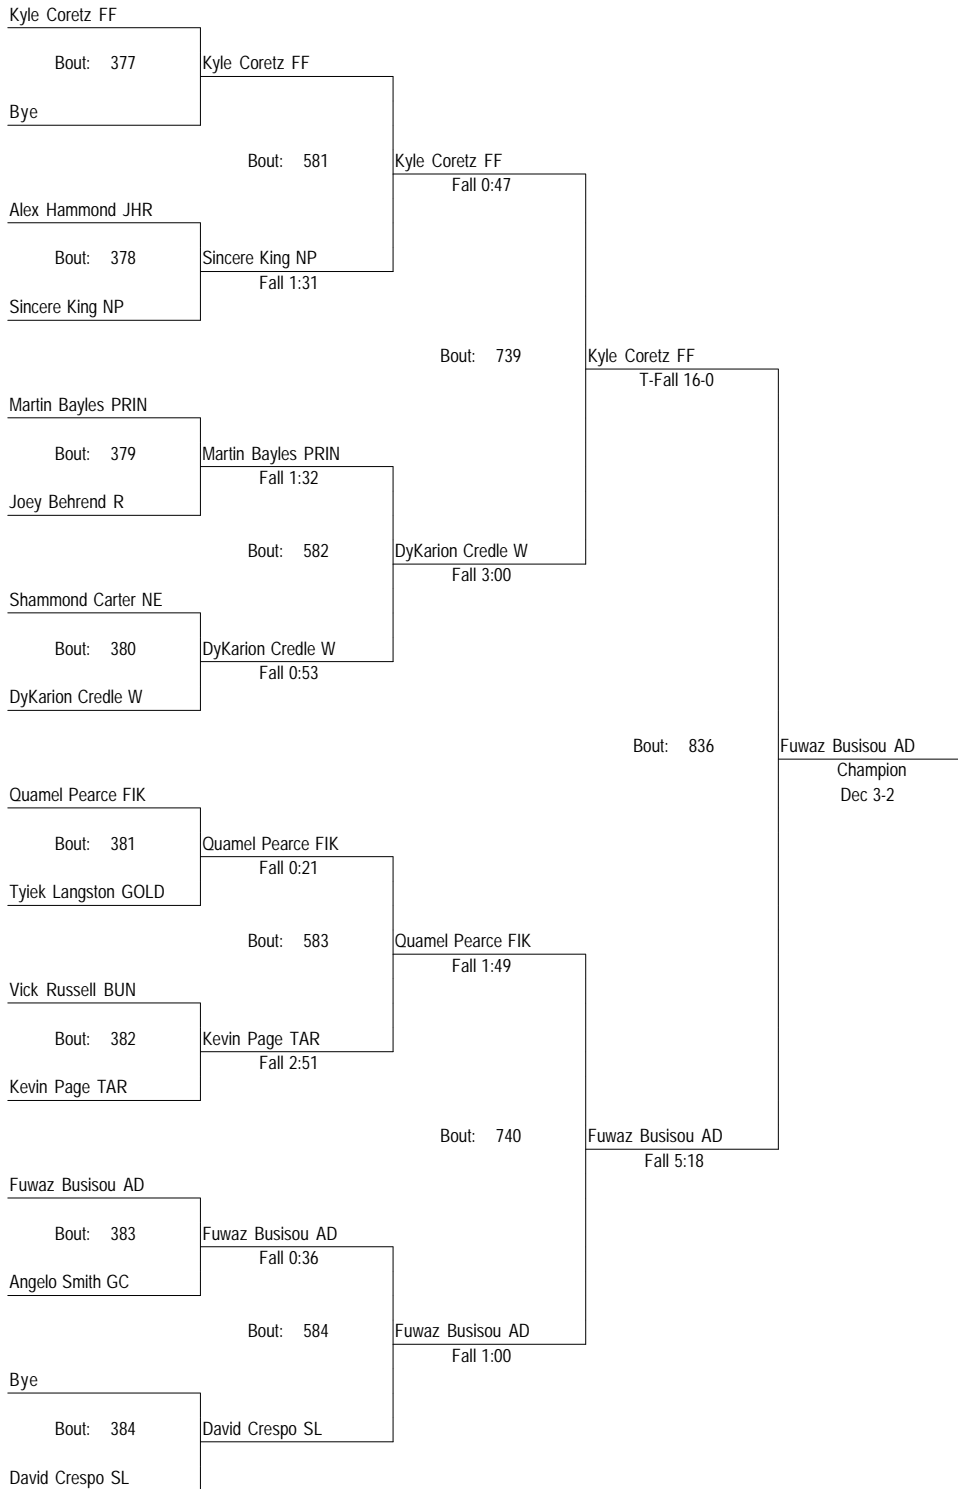 Kyle Coretz FF
Bout: 377
Kyle Coretz FF
Bye
Bout: 581
Kyle Coretz FF
Fall 0:47
Alex Hammond JHR
Bout: 378
Sincere King NP
Fall 1:31
Sincere King NP
Bout: 739
Kyle Coretz FF
T-Fall 16-0
Martin Bayles PRIN
Bout: 379
Martin Bayles PRIN
Fall 1:32
Joey Behrend R
Bout: 582
DyKarion Credle W
Fall 3:00
Shammond Carter NE
Bout: 380
DyKarion Credle W
Fall 0:53
DyKarion Credle W
Bout: 836
Fuwaz Busisou AD
Champion
Dec 3-2
Quamel Pearce FIK
Bout: 381
Quamel Pearce FIK
Fall 0:21
Tyiek Langston GOLD
Bout: 583
Quamel Pearce FIK
Fall 1:49
Vick Russell BUN
Bout: 382
Kevin Page TAR
Fall 2:51
Kevin Page TAR
Bout: 740
Fuwaz Busisou AD
Fall 5:18
Fuwaz Busisou AD
Bout: 383
Fuwaz Busisou AD
Fall 0:36
Angelo Smith GC
Bout: 584
Fuwaz Busisou AD
Fall 1:00
Bye
Bout: 384
David Crespo SL
David Crespo SL